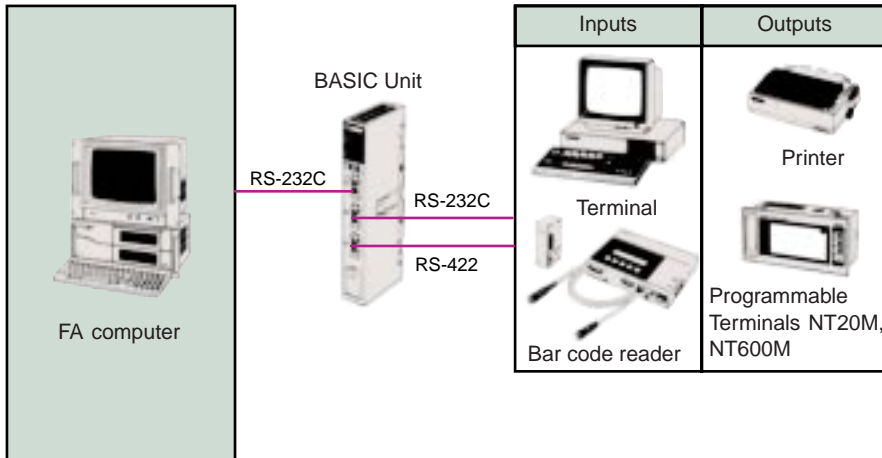 Inputs
Outputs
BASIC Unit
RS-232C
RS-232C
RS-422
FA computer
Terminal
Bar code reader
Printer
Programmable
Terminals NT20M,
NT600M